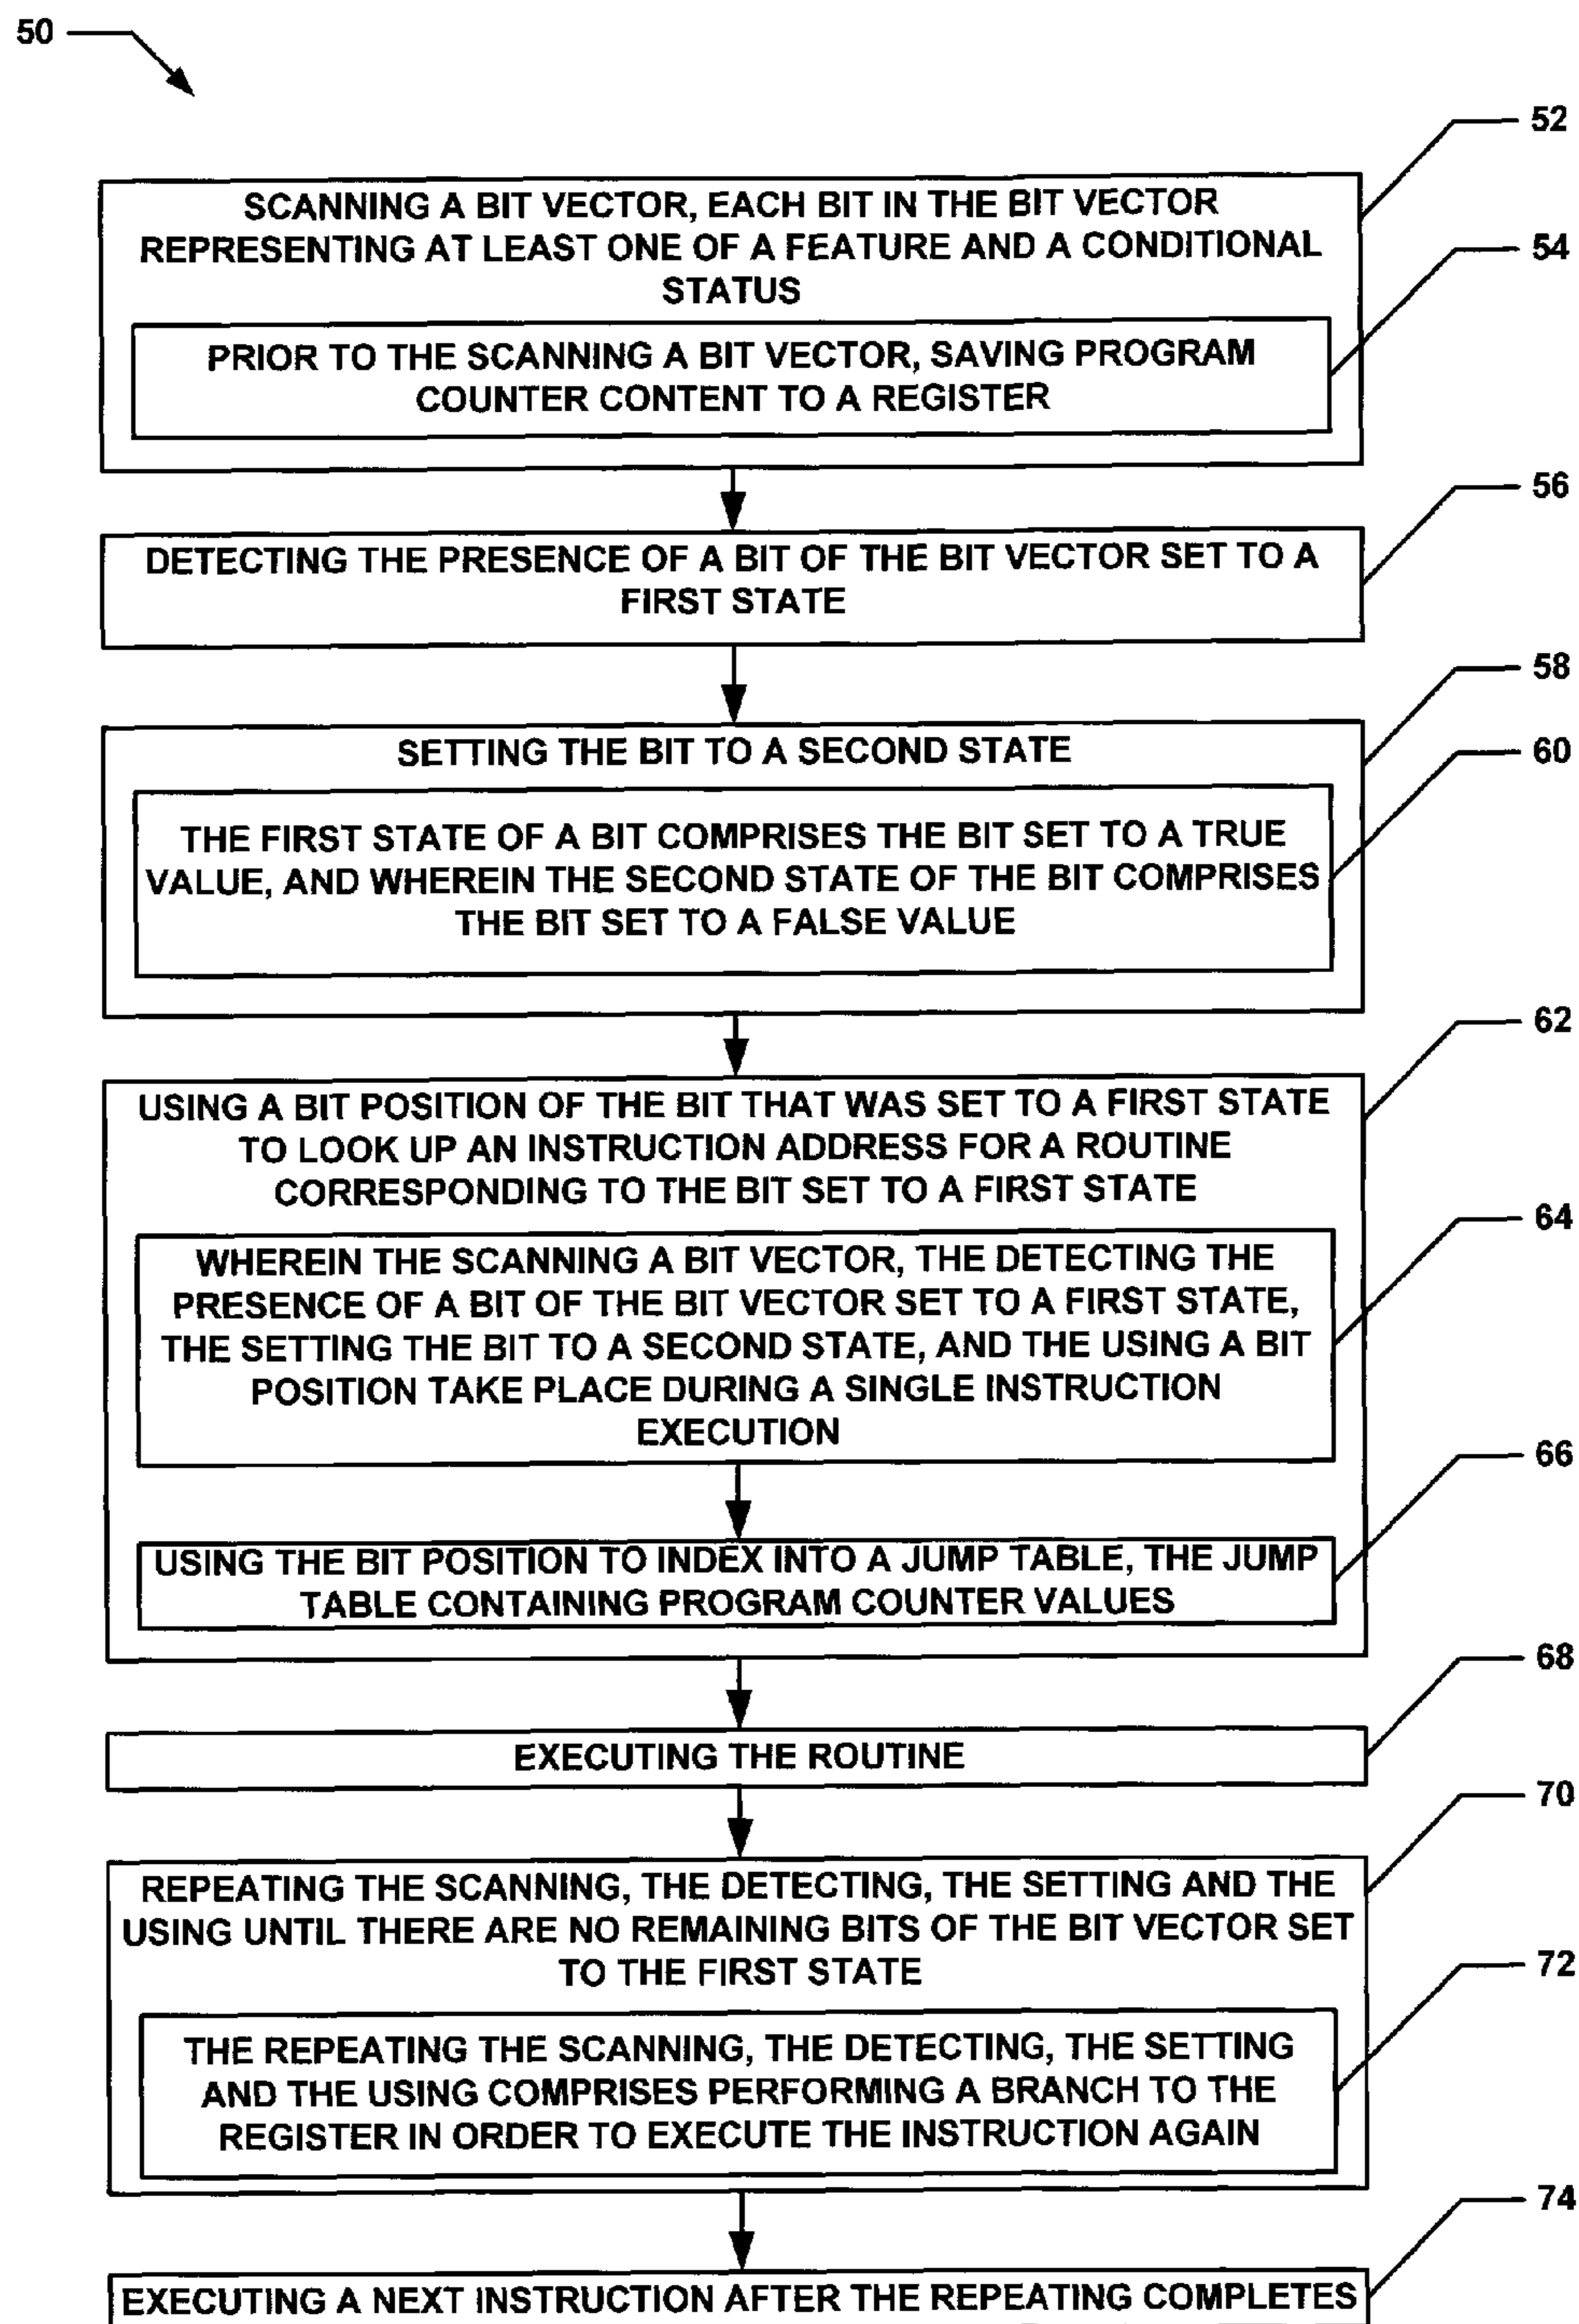 50
52
SCANNING A BIT VECTOR, EACH BIT IN THE BIT VECTOR
REPRESENTING AT LEAST ONE OF A FEATURE AND A CONDITIONAL
STATUS
54
PRIOR TO THE SCANNING A BIT VECTOR, SAVING PROGRAM
COUNTER CONTENT TO A REGISTER
56
DETECTING THE PRESENCE OF A BIT OF THE BIT VECTOR SET TO A
FIRST STATE
58
SETTING THE BIT TO A SECOND STATE
60
THE FIRST STATE OF A BIT COMPRISES THE BIT SET TO A TRUE
VALUE, AND WHEREIN THE SECOND STATE OF THE BIT COMPRISES
THE BIT SET TO A FALSE VALUE
62
USING A BIT POSITION OF THE BIT THAT WAS SET TO A FIRST STATE
TO LOOK UP AN INSTRUCTION ADDRESS FOR A ROUTINE
CORRESPONDING TO THE BIT SET TO A FIRST STATE
64
WHEREIN THE SCANNING A BIT VECTOR, THE DETECTING THE
PRESENCE OF A BIT OF THE BIT VECTOR SET TO A FIRST STATE,
THE SETTING THE BIT TO A SECOND STATE, AND THE USING A BIT
POSITION TAKE PLACE DURING A SINGLE INSTRUCTION
EXECUTION
66
USING THE BIT POSITION TO INDEX INTO A JUMP TABLE, THE JUMP
TABLE CONTAINING PROGRAM COUNTER VALUES
68
EXECUTING THE ROUTINE
70
REPEATING THE SCANNING, THE DETECTING, THE SETTING AND THE
USING UNTIL THERE ARE NO REMAINING BITS OF THE BIT VECTOR SET
TO THE FIRST STATE
72
THE REPEATING THE SCANNING, THE DETECTING, THE SETTING
AND THE USING COMPRISES PERFORMING A BRANCH TO THE
REGISTER IN ORDER TO EXECUTE THE INSTRUCTION AGAIN
74
EXECUTING A NEXT INSTRUCTION AFTER THE REPEATING COMPLETES